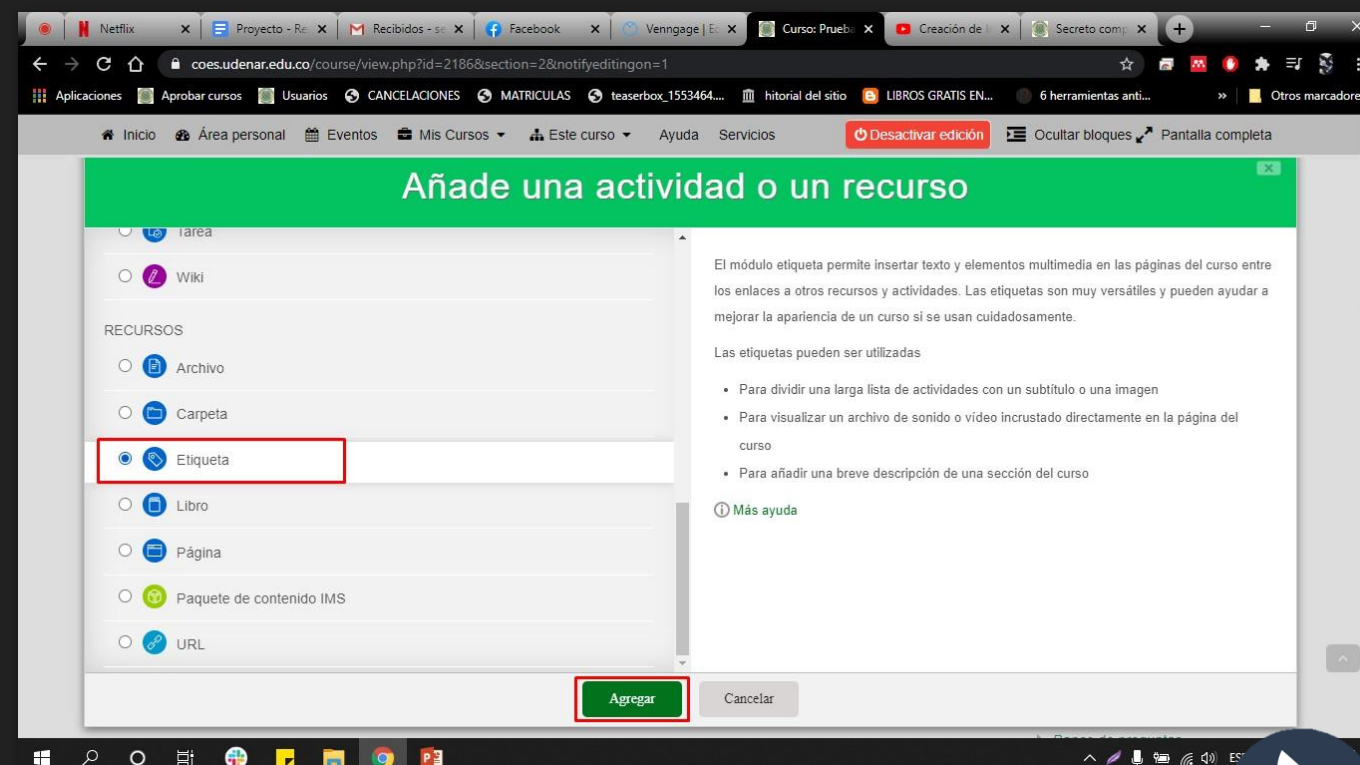 Netflix
Proyecto - Re
Recibidos - se
Facebook
Venngage | E
Curso: Prueba
Creación de
Secreto comp
coes.udenar.edu.co/course/view.php?id=2186&section=2&notifyeditingon=1
Aplicaciones
Aprobar cursos
Usuarios
CANCELACIONES
MATRICULAS
teaserbox_1553464....
hitorial del sitio
LIBROS GRATIS EN...
6 herramientas anti...
»
Otros marcadore
Inicio
Área personal
Eventos
Mis Cursos
Este curso
Ayuda
Servicios
Desactivar edición
Ocultar bloques
Pantalla completa
Añade una actividad o un recurso
Tarea
Wiki
RECURSOS
Archivo
Carpeta
Etiqueta
Libro
Página
Paquete de contenido IMS
URL
El módulo etiqueta permite insertar texto y elementos multimedia en las páginas del curso entre
los enlaces a otros recursos y actividades. Las etiquetas son muy versátiles y pueden ayudar a
mejorar la apariencia de un curso si se usan cuidadosamente.
Las etiquetas pueden ser utilizadas
• Para dividir una larga lista de actividades con un subtítulo o una imagen
• Para visualizar un archivo de sonido o vídeo incrustado directamente en la página del
curso
• Para añadir una breve descripción de una sección del curso
Más ayuda
Agregar
Cancelar
Banco de preguntas